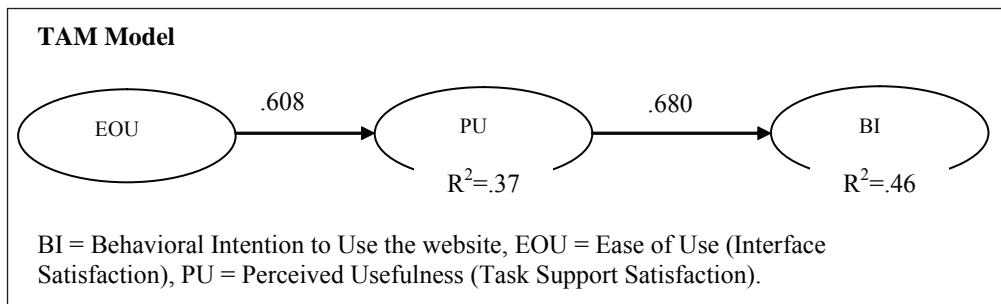 TAM Model
.608
.680
EOU
PU
BI
R²=.37
R²=.46
BI = Behavioral Intention to Use the website, EOU = Ease of Use (Interface
Satisfaction), PU = Perceived Usefulness (Task Support Satisfaction).